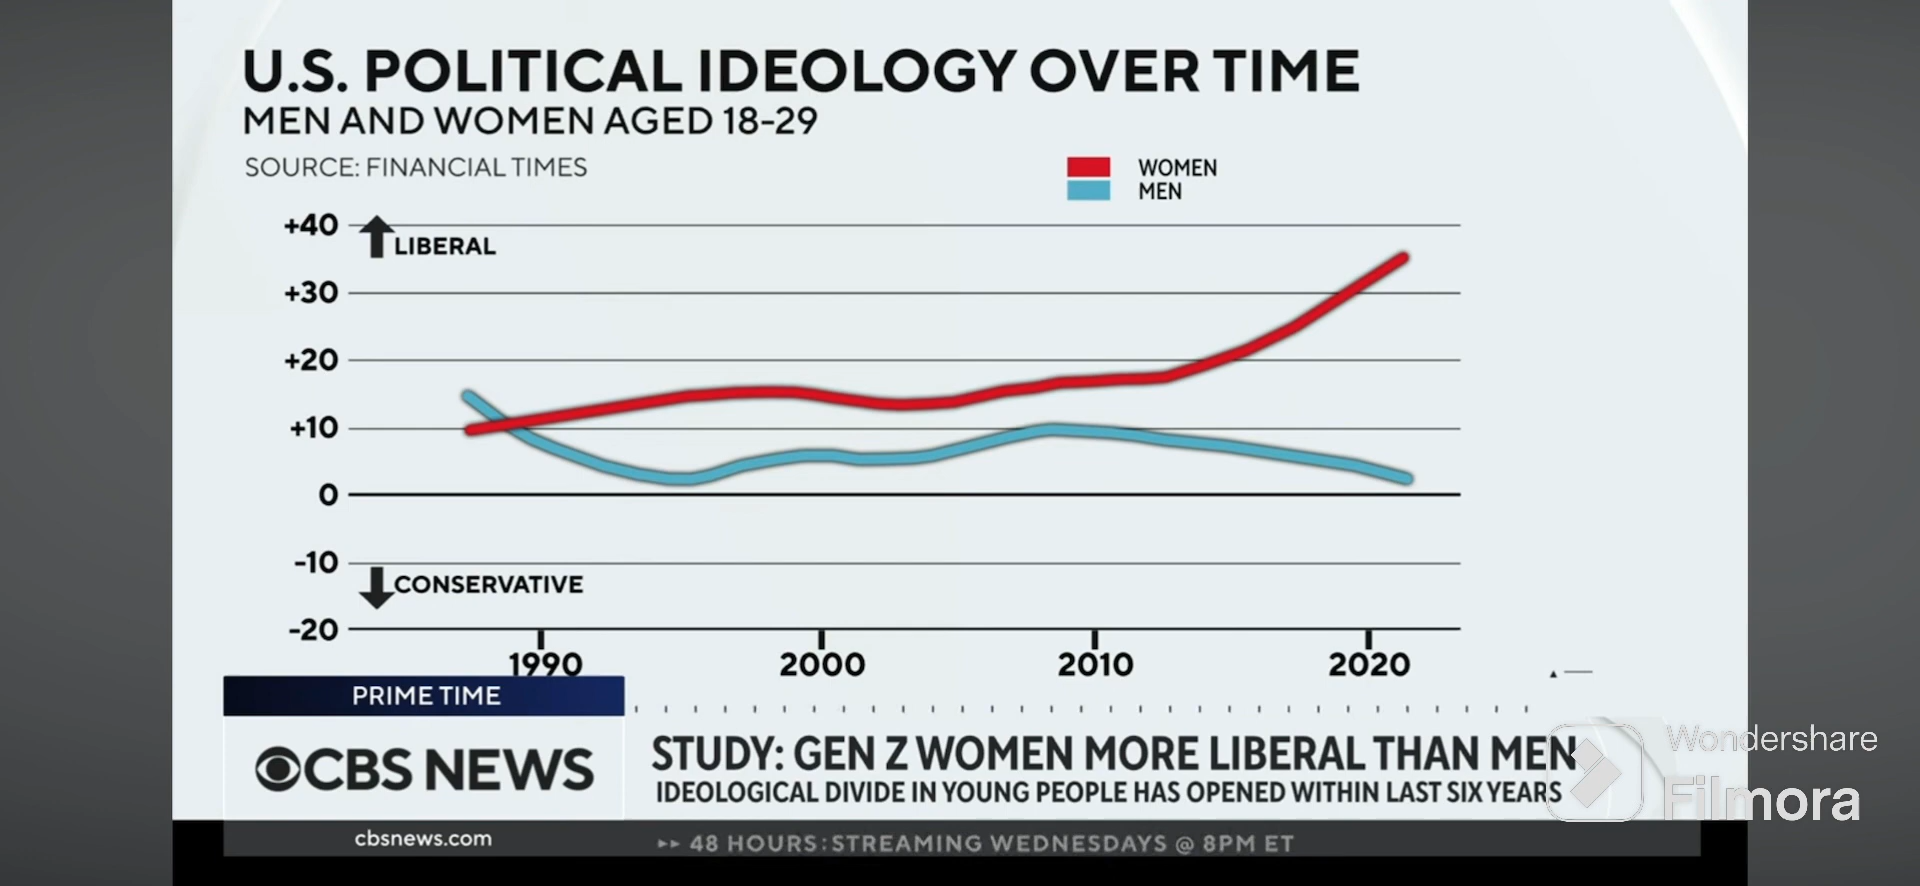 U.S. POLITICAL IDEOLOGY OVER TIME
MEN AND WOMEN AGED 18-29
SOURCE: FINANCIAL TIMES
WOMEN
MEN
+40
LIBERAL
+30
+20
+10
0
-10
CONSERVATIVE
-20
1990 2000 2010 2020
PRIME TIME
CBS NEWS
STUDY: GEN Z WOMEN MORE LIBERAL THAN MEN
IDEOLOGICAL DIVIDE IN YOUNG PEOPLE HAS OPENED WITHIN LAST SIX YEARS
Wondershare
Filmora
cbsnews.com
48 HOURS: STREAMING WEDNESDAYS @ 8PM ET